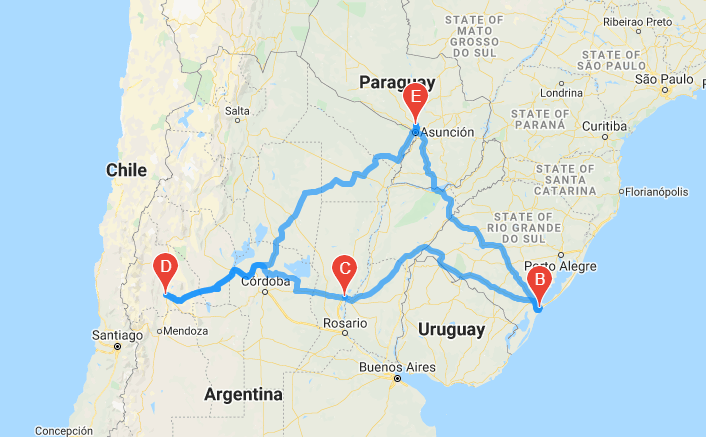 STATE OF
MATO
GROSSO
DO SUL
Ribeirao Preto
STATE OF
SÃO PAULO
Paraguay
Londrina
São Paulo
E
Salta
Asunción
STATE OF
PARANÁ
Curitiba
Chile
STATE OF
SANTA
CATARINA
Florianópolis
STATE OF
RIO GRANDE
DO SUL
D
C
Porto Alegre
B
Córdoba
Rosario
Uruguay
Mendoza
Santiago
Buenos Aires
Argentina
Concepción